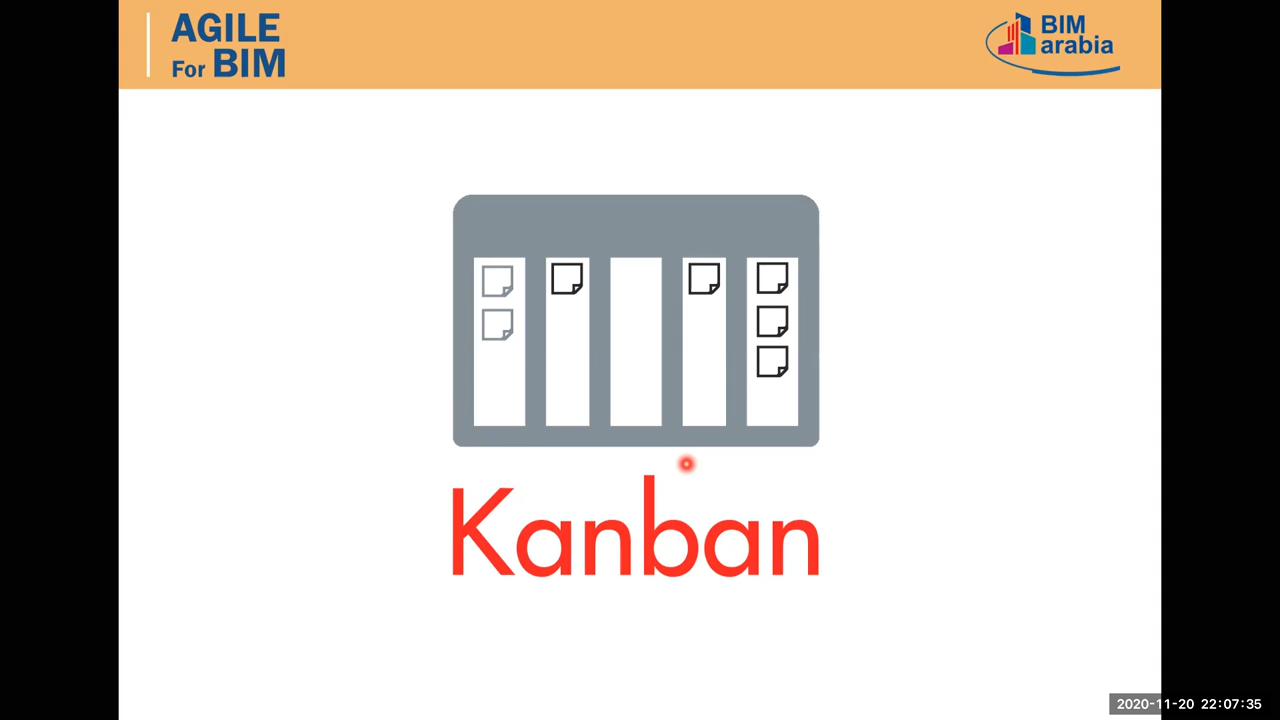 AGILE
For BIM
BIM
arabia
Kanban
2020-11-20 22:07:35